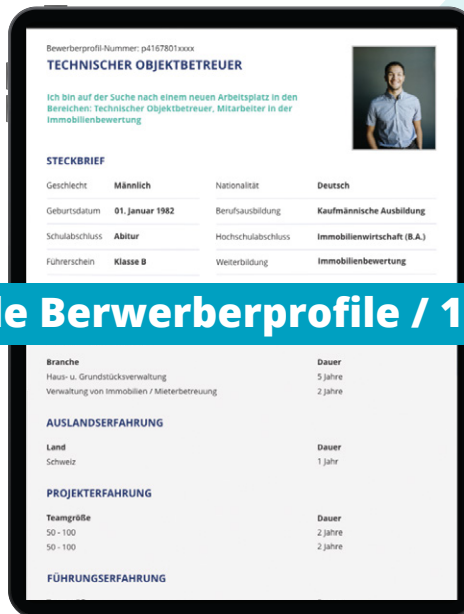 Bewerberprofil-Nummer: p4167801xxxx
TECHNISCHER OBJEKTBETREUER
Ich bin auf der Suche nach einem neuen Arbeitsplatz in den
Bereichen: Technischer Objektbetreuer, Mitarbeiter in der
Immobilienbewertung
STECKBRIEF
Geschlecht Männlich Nationalität Deutsch
Geburtsdatum 01. Januar 1982 Berufsausbildung Kaufmännische Ausbildung
Schulabschluss Abitur Hochschulabschluss Immobilienwirtschaft (B.A.)
Führerschein Klasse B Weiterbildung Immobilienbewertung
le Berwerberprofile / 1
Branche Dauer
Haus- u. Grundstücksverwaltung 5 Jahre
Verwaltung von Immobilien / Mieterbetreuung 2 Jahre
AUSLANDSERFAHRUNG
Land Dauer
Schweiz 1 Jahr
PROJEKTERFAHRUNG
Teamgröße Dauer
50 - 100 2 Jahre
50 - 100 2 Jahre
FÜHRUNGSERFAHRUNG